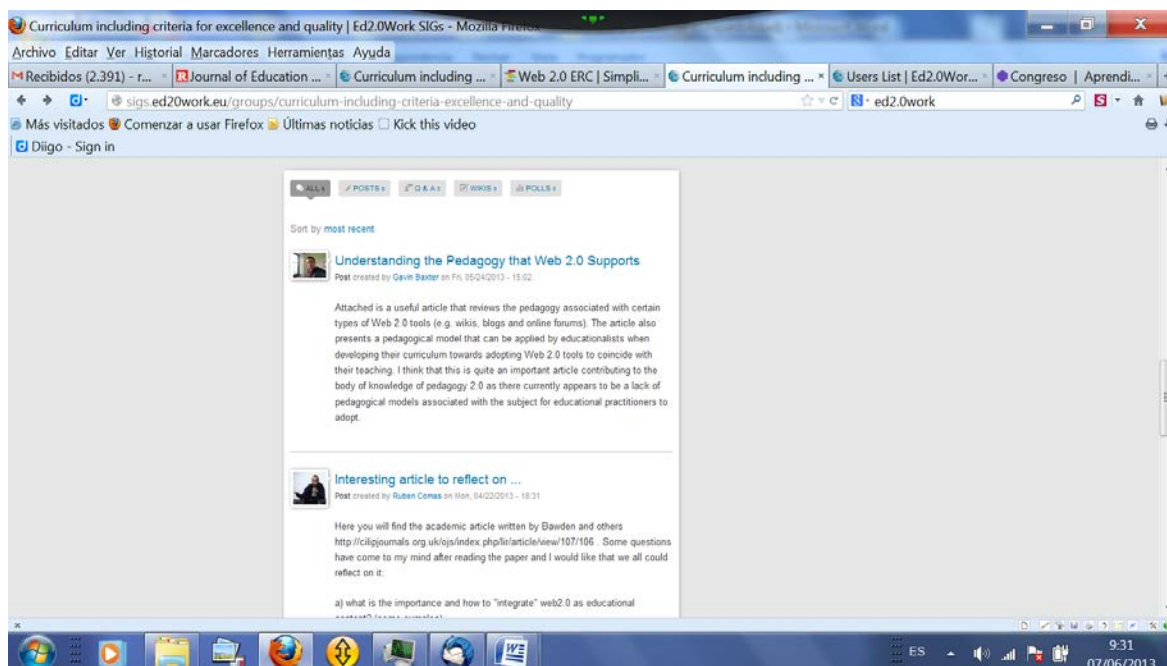 Curriculum including criteria for excellence and quality | Ed2.0Work SIGs - Mozilla Firefox
Archivo Editar Ver Historial Marcadores Herramientas Ayuda
Recibidos (2.391) - r... Journal of Education ... Curriculum including ... Web 2.0 ERC | Simpli... Curriculum including ... Users List | Ed2.0Wor... Congreso | Aprendi...
sigs.ed20work.eu/groups/curriculum-including-criteria-excellence-and-quality ed2.0work
Más visitados Comenzar a usar Firefox Últimas noticias Kick this video
Diigo - Sign in
ALL POSTS Q & A WIKIS POLLS
Sort by most recent
Understanding the Pedagogy that Web 2.0 Supports
Post created by Gavin Baxter on Fri, 05/24/2013 - 15:02
Attached is a useful article that reviews the pedagogy associated with certain
types of Web 2.0 tools (e.g. wikis, blogs and online forums). The article also
presents a pedagogical model that can be applied by educationalists when
developing their curriculum towards adopting Web 2.0 tools to coincide with
their teaching. I think that this is quite an important article contributing to the
body of knowledge of pedagogy 2.0 as there currently appears to be a lack of
pedagogical models associated with the subject for educational practitioners to
adopt.
Interesting article to reflect on ...
Post created by Ruben Comas on Mon, 04/22/2013 - 18:31
Here you will find the academic article written by Bawden and others
http://cilipjournals.org.uk/ojs/index.php/lir/article/view/107/106 . Some questions
have come to my mind after reading the paper and I would like that we all could
reflect on it:
a) what is the importance and how to "integrate" web2.0 as educational
ES 9:31
07/06/2013